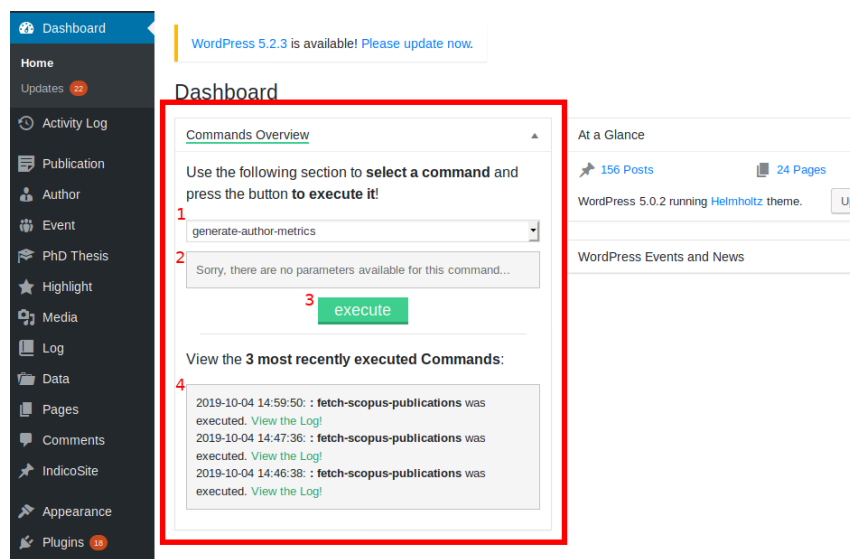 Dashboard
Home
Updates 22
Activity Log
Publication
Author
Event
PhD Thesis
Highlight
Media
Log
Data
Pages
Comments
IndicoSite
Appearance
Plugins 18
WordPress 5.2.3 is available! Please update now.
Dashboard
Commands Overview
Use the following section to select a command and
press the button to execute it!
1
generate-author-metrics
2
Sorry, there are no parameters available for this command...
3
execute
View the 3 most recently executed Commands:
4
2019-10-04 14:59:50: : fetch-scopus-publications was
executed. View the Log!
2019-10-04 14:47:36: : fetch-scopus-publications was
executed. View the Log!
2019-10-04 14:46:38: : fetch-scopus-publications was
executed. View the Log!
At a Glance
156 Posts
24 Pages
WordPress 5.0.2 running Helmholtz theme.
WordPress Events and News